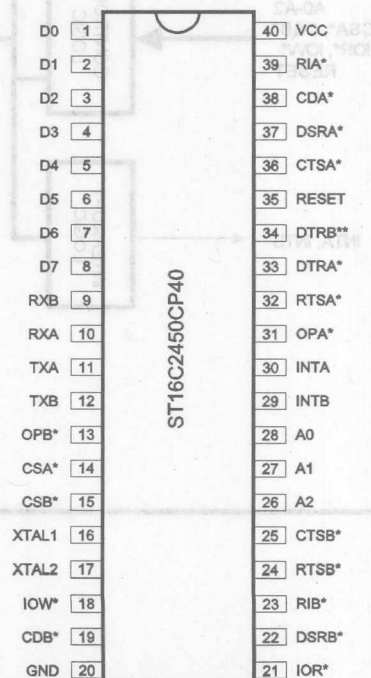 D0 1 40 VCC
D1 2 39 RIA*
D2 3 38 CDA*
D3 4 37 DSRA*
D4 5 36 CTSA*
D5 6 35 RESET
D6 7 34 DTRB**
D7 8 33 DTRA*
RXB 9 32 RTSA*
RXA 10 31 OPA*
TXA 11 30 INTA
TXB 12 29 INTB
OPB* 13 28 A0
CSA* 14 27 A1
CSB* 15 26 A2
XTAL1 16 25 CTSB*
XTAL2 17 24 RTSB*
IOW* 18 23 RIB*
CDB* 19 22 DSRB*
GND 20 21 IOR*
ST16C2450CP40